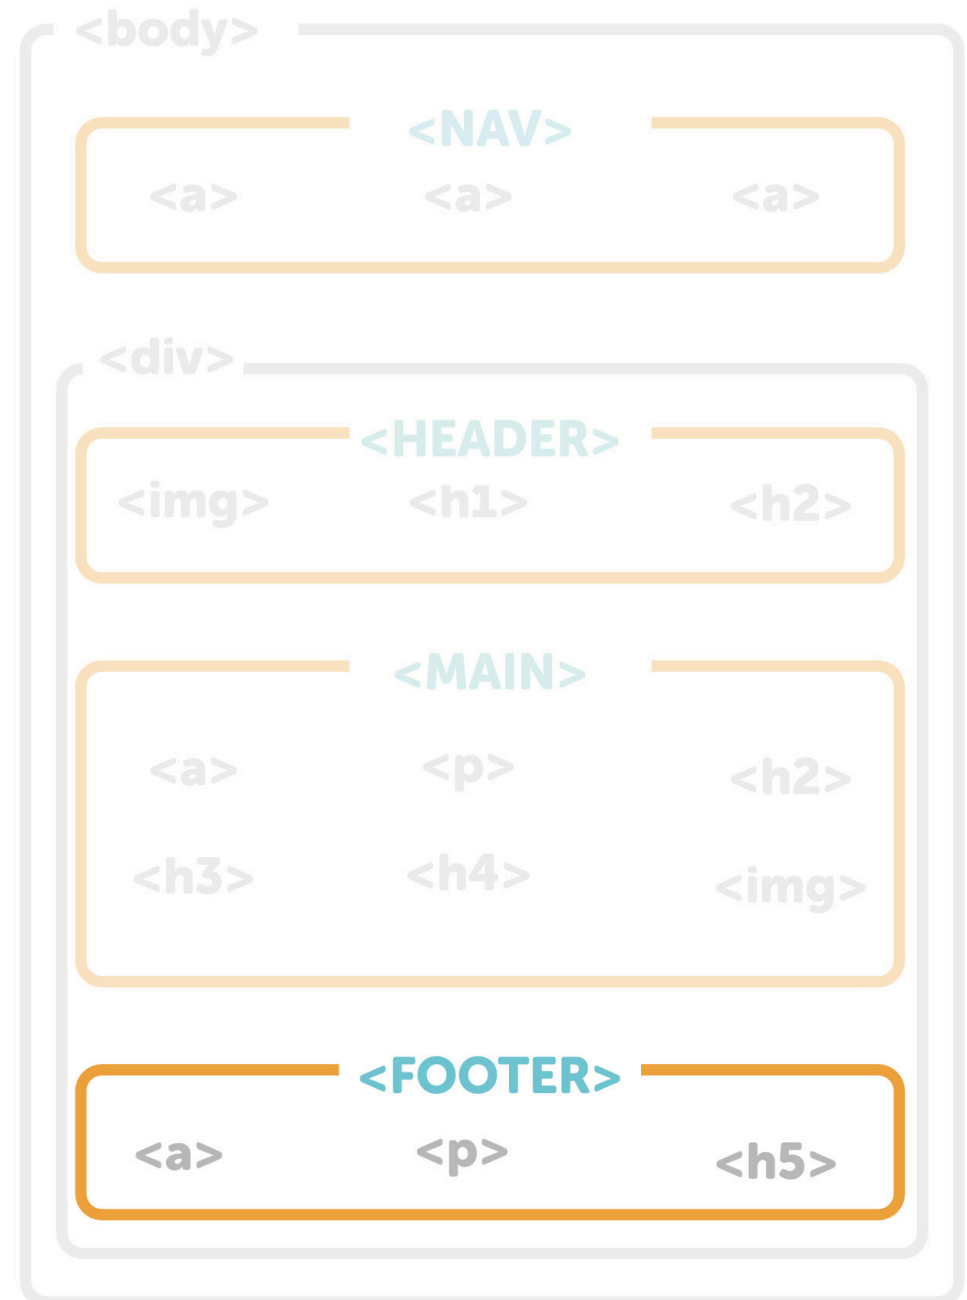 <body>
<NAV>
<a> <a> <a>
<div>
<HEADER>
<img> <h1> <h2>
<MAIN>
<a> <p> <h2>
<h3> <h4> <img>
<FOOTER>
<a> <p> <h5>